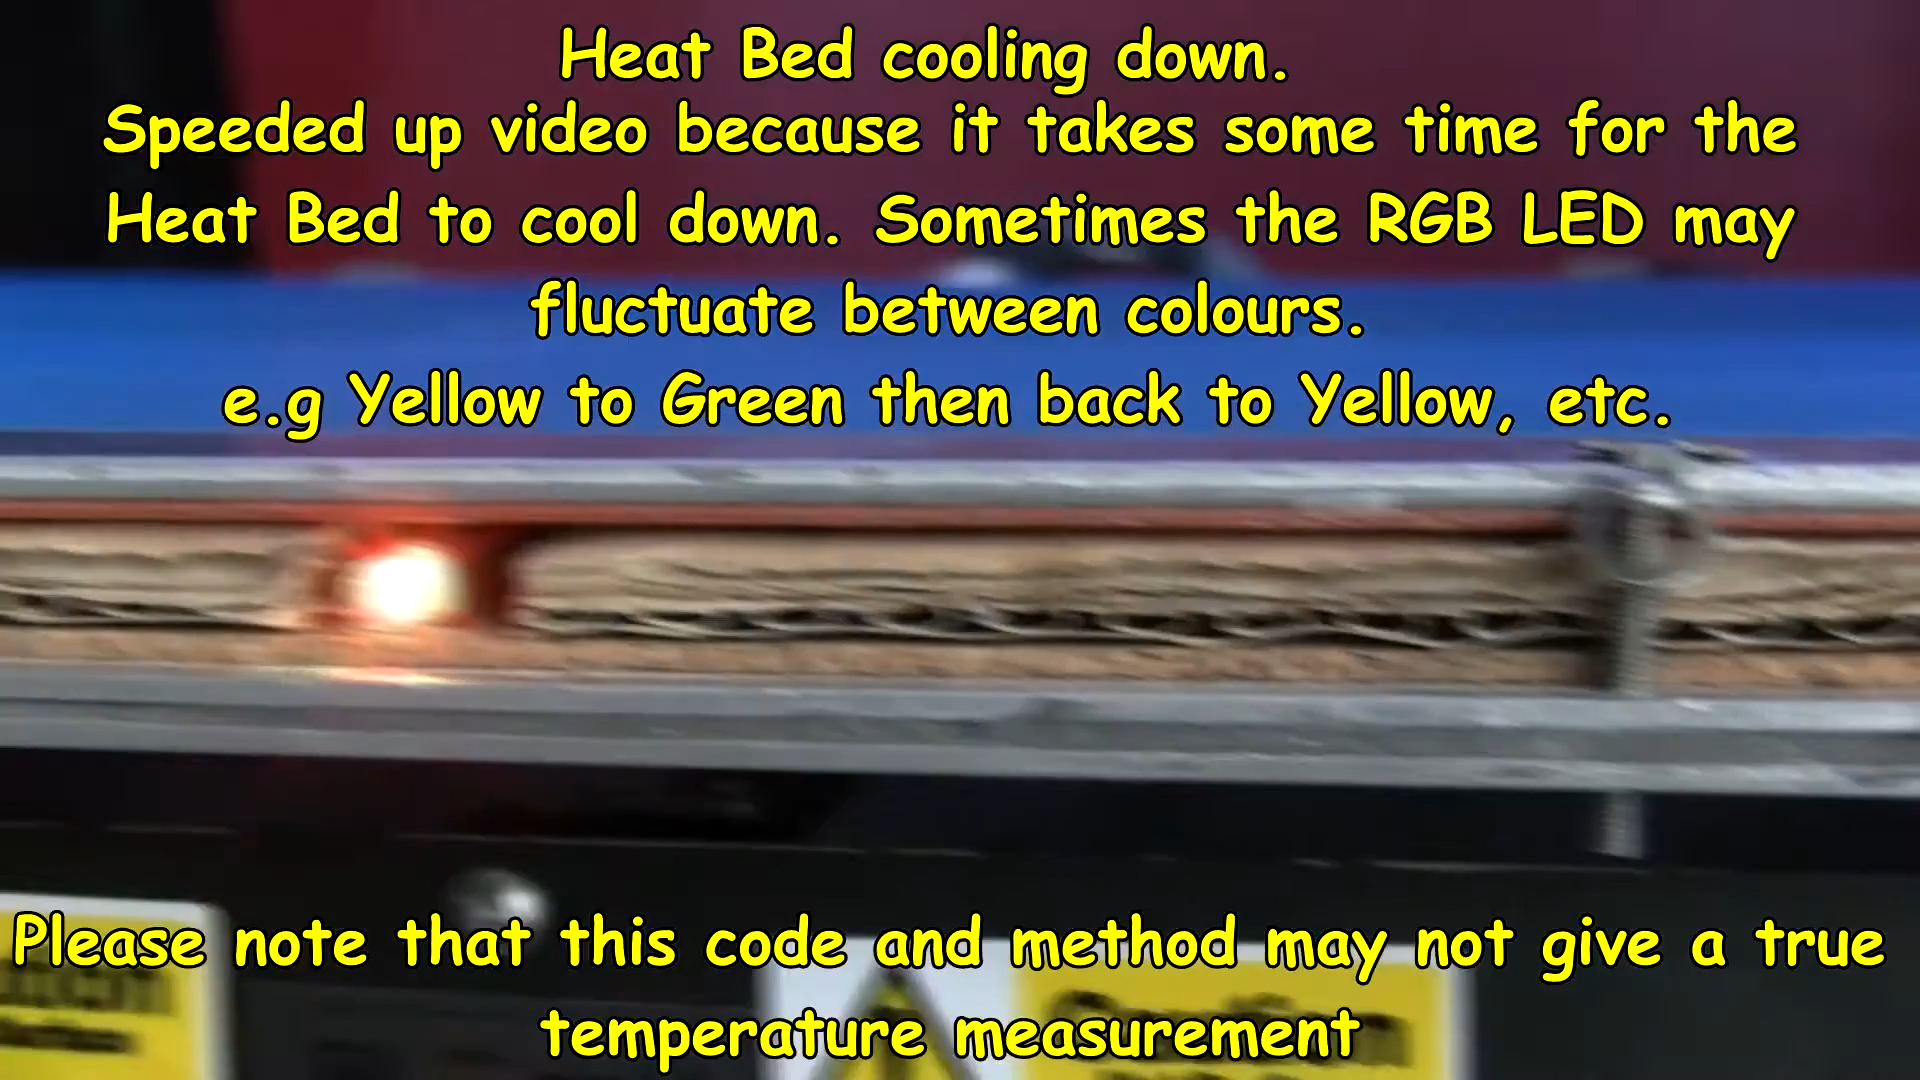 Heat Bed cooling down.
Speeded up video because it takes some time for the
Heat Bed to cool down. Sometimes the RGB LED may
fluctuate between colours.
e.g Yellow to Green then back to Yellow, etc.
Please note that this code and method may not give a true
temperature measurement